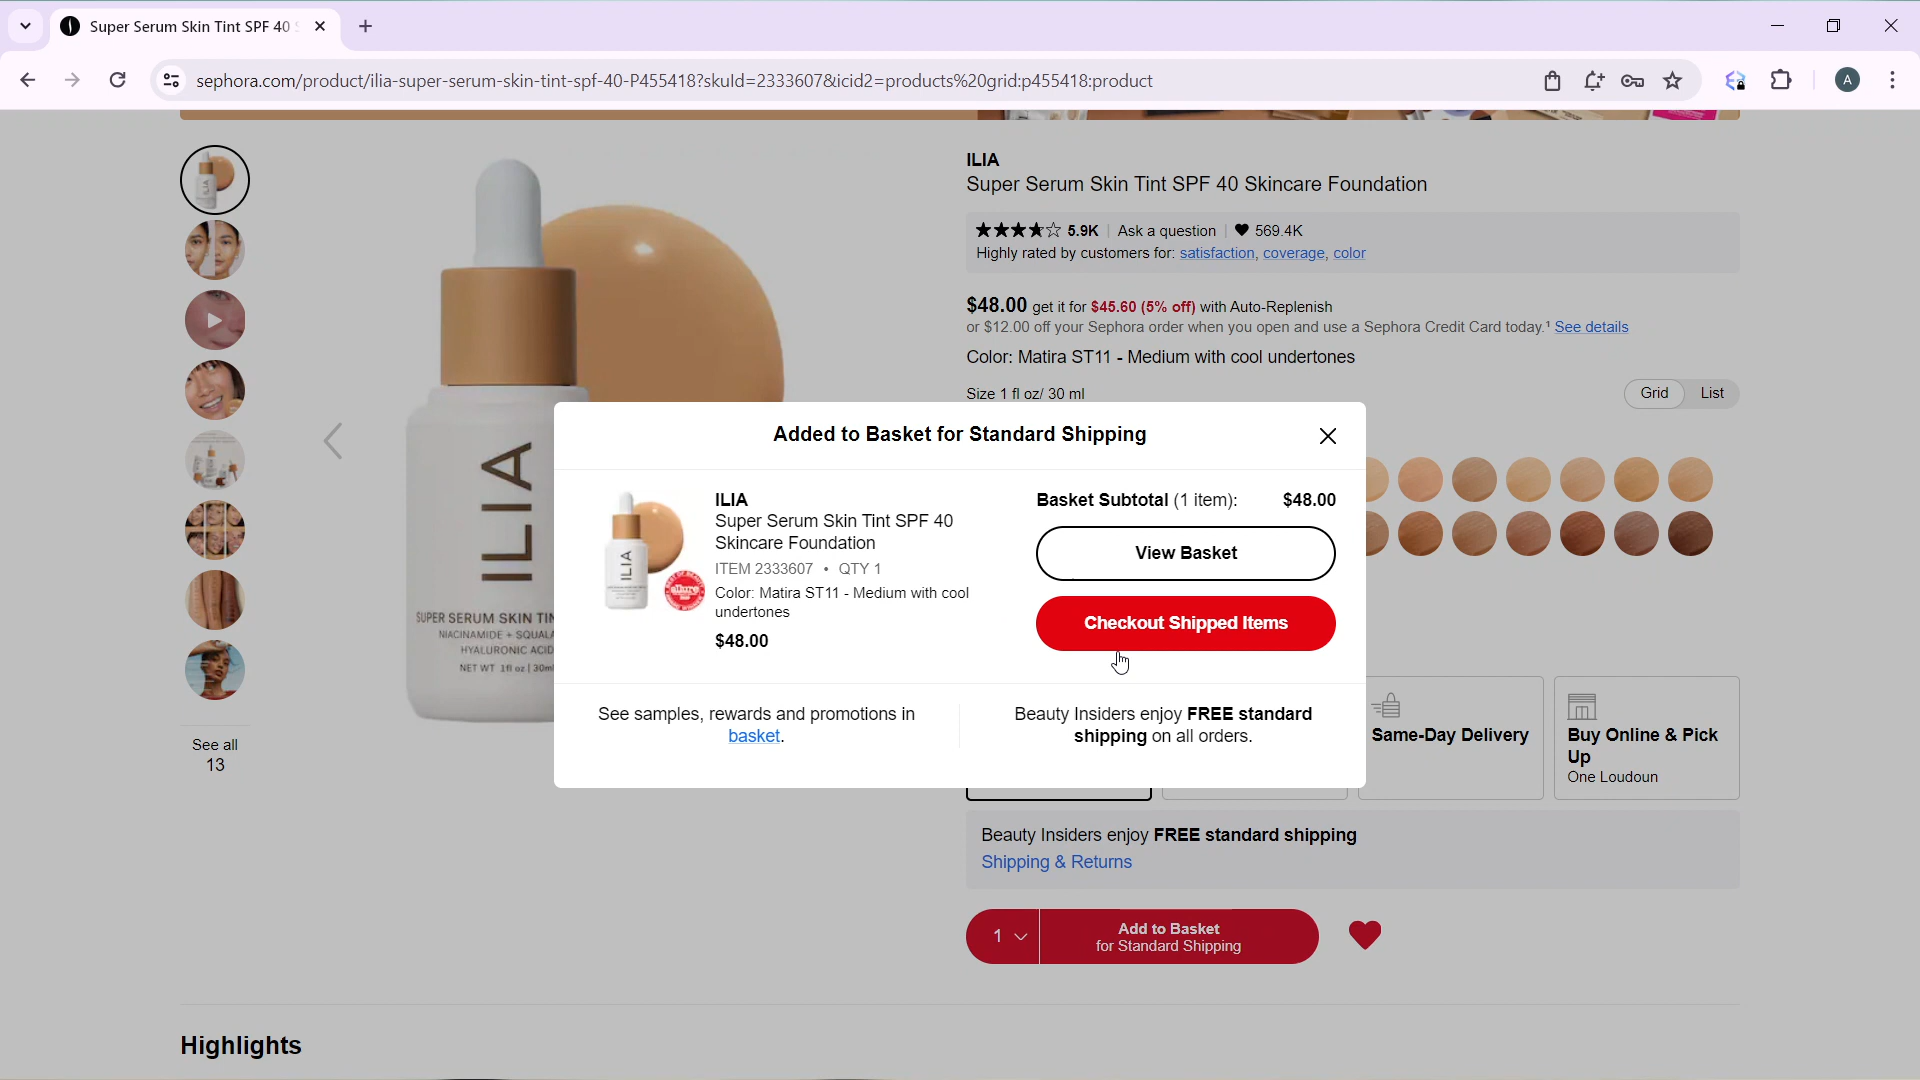 Super Serum Skin Tint SPF 40
sephora.com/product/ilia-super-serum-skin-tint-spf-40-P455418?skuId=2333607&icid2=products%20grid:p455418:product
A
ILIA
Super Serum Skin Tint SPF 40 Skincare Foundation
5.9K
Ask a question
569.4K
Highly rated by customers for: satisfaction, coverage, color
$48.00 get it for $45.60 (5% off) with Auto-Replenish
or $12.00 off your Sephora order when you open and use a Sephora Credit Card today.¹ See details
Color: Matira ST11 - Medium with cool undertones
Size 1 fl oz/ 30 ml
Grid
List
ILIA
SUPER SERUM SKIN TIN
NIACINAMIDE + SQUALA
HYALURONIC ACID
NET WT 1fl oz | 30ml
See all
13
Added to Basket for Standard Shipping
ILIA
ILIA
Super Serum Skin Tint SPF 40
Skincare Foundation
ITEM 2333607 • QTY 1
Color: Matira ST11 - Medium with cool
undertones
$48.00
allure
Basket Subtotal (1 item): $48.00
View Basket
Checkout Shipped Items
See samples, rewards and promotions in
basket.
Beauty Insiders enjoy FREE standard
shipping on all orders.
Same-Day Delivery
Buy Online & Pick
Up
One Loudoun
Beauty Insiders enjoy FREE standard shipping
Shipping & Returns
1
Add to Basket
for Standard Shipping
Highlights